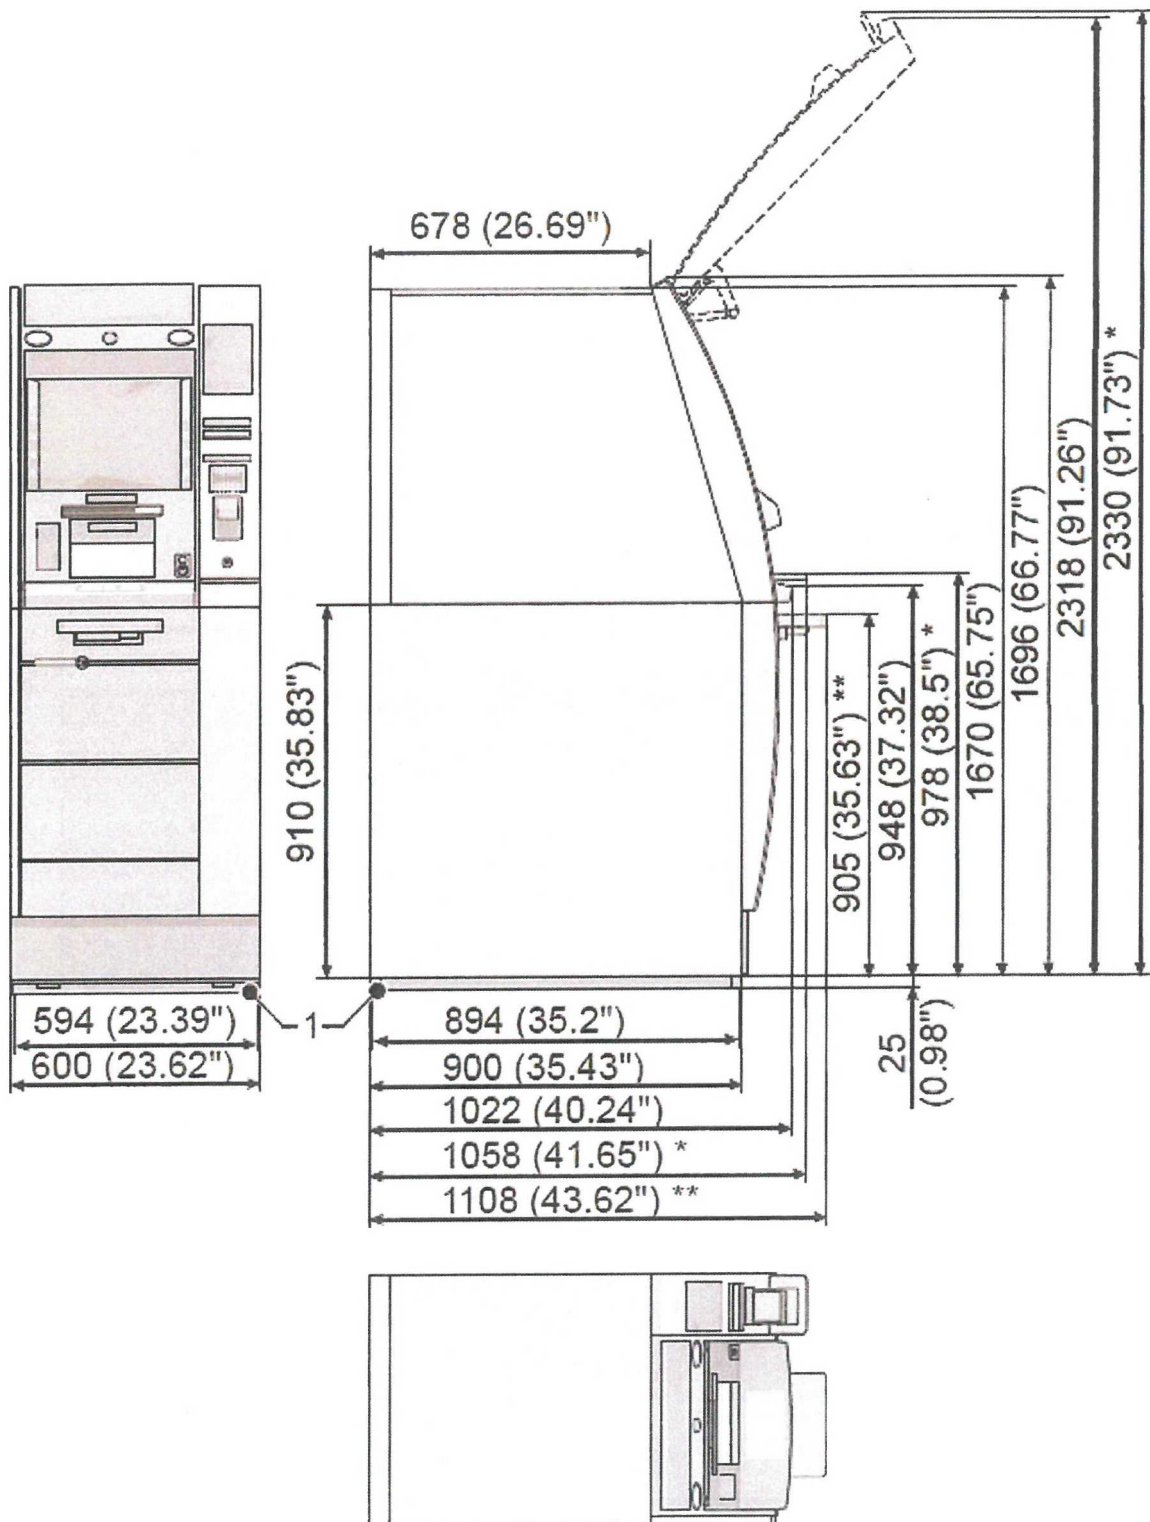 678 (26.69")
910 (35.83")
905 (35.63") **
948 (37.32")
978 (38.5") *
1670 (65.75")
1696 (66.77")
2318 (91.26")
2330 (91.73") *
594 (23.39")
600 (23.62")
1
894 (35.2")
900 (35.43")
1022 (40.24")
1058 (41.65") *
1108 (43.62") **
25
(0.98")